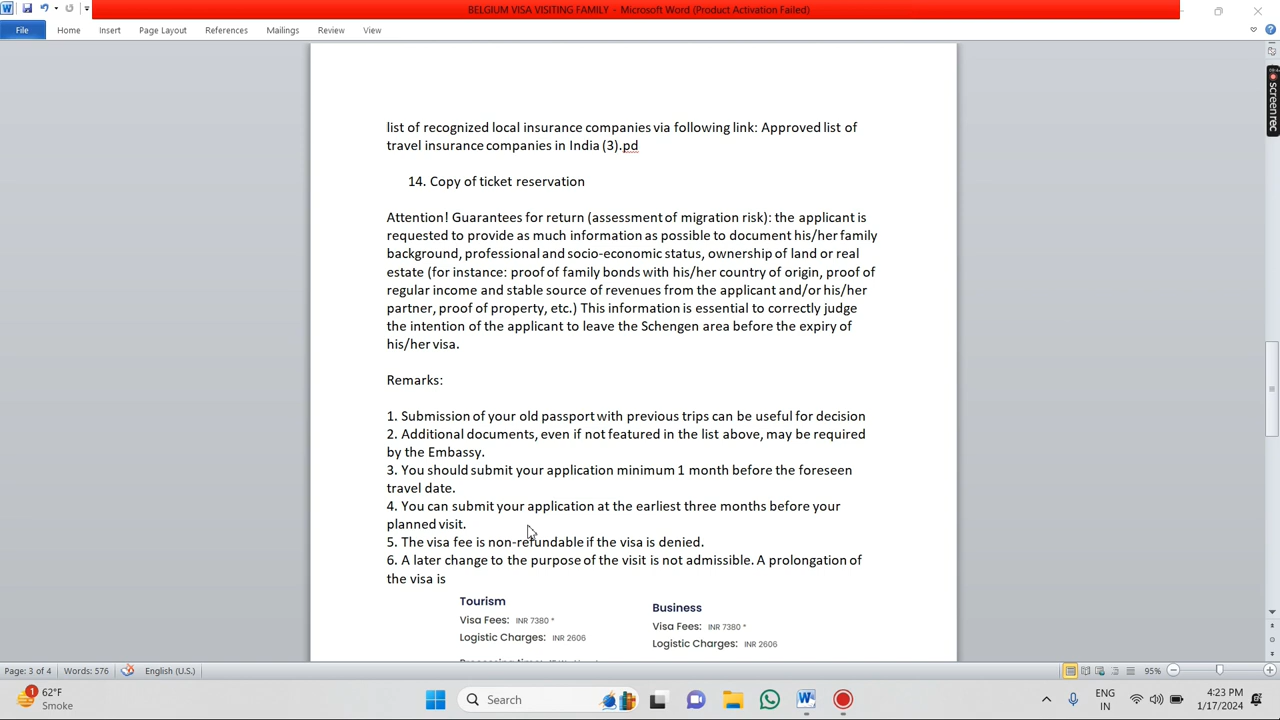 BELGIUM VISA VISITING FAMILY - Microsoft Word (Product Activation Failed)
File Home Insert Page Layout References Mailings Review View
list of recognized local insurance companies via following link: Approved list of
travel insurance companies in India (3).pd
14. Copy of ticket reservation
Attention! Guarantees for return (assessment of migration risk): the applicant is
requested to provide as much information as possible to document his/her family
background, professional and socio-economic status, ownership of land or real
estate (for instance: proof of family bonds with his/her country of origin, proof of
regular income and stable source of revenues from the applicant and/or his/her
partner, proof of property, etc.) This information is essential to correctly judge
the intention of the applicant to leave the Schengen area before the expiry of
his/her visa.
Remarks:
1. Submission of your old passport with previous trips can be useful for decision
2. Additional documents, even if not featured in the list above, may be required
by the Embassy.
3. You should submit your application minimum 1 month before the foreseen
travel date.
4. You can submit your application at the earliest three months before your
planned visit.
5. The visa fee is non-refundable if the visa is denied.
6. A later change to the purpose of the visit is not admissible. A prolongation of
the visa is
Tourism
Visa Fees: INR 7380 *
Logistic Charges: INR 2606
Business
Visa Fees: INR 7380 *
Logistic Charges: INR 2606
screen rec
Page: 3 of 4 Words: 576 English (U.S.) 95%
1 62°F
Smoke
Search
ENG
IN
4:23 PM
1/17/2024